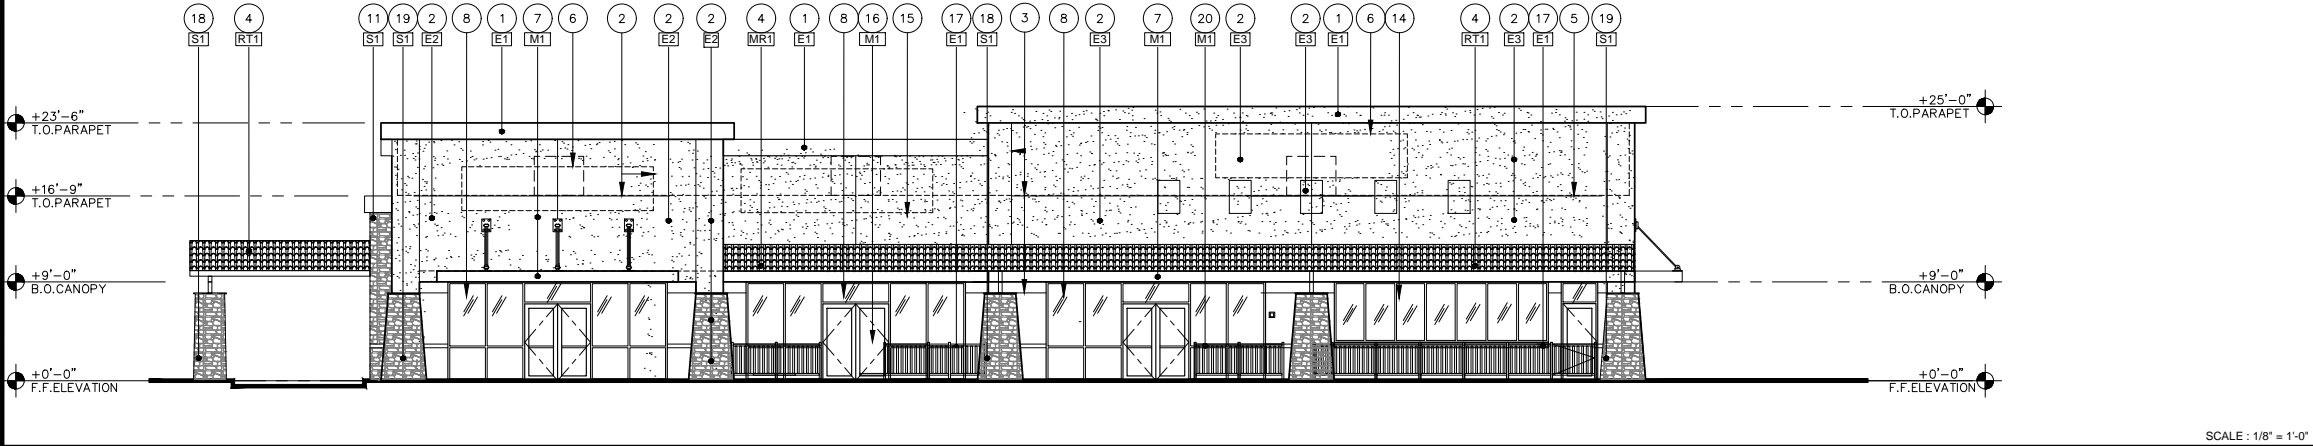 18 4 11 19 2 8 1 7 6 2 2 2 4 1 8 16 15 17 18 3 8 2 7 20 2 2 1 6 14 4 2 17 5 19
S1 RT1 S1 S1 E2 E1 M1 E2 E2 MR1 E1 M1 E1 S1 E3 M1 M1 E3 E3 E1 RT1 E3 E1 S1
+23'-6"
T.O.PARAPET
+25'-0"
T.O.PARAPET
+16'-9"
T.O.PARAPET
+9'-0"
B.O.CANOPY
+9'-0"
B.O.CANOPY
+0'-0"
F.F.ELEVATION
+0'-0"
F.F.ELEVATION
SCALE : 1/8" = 1'-0"